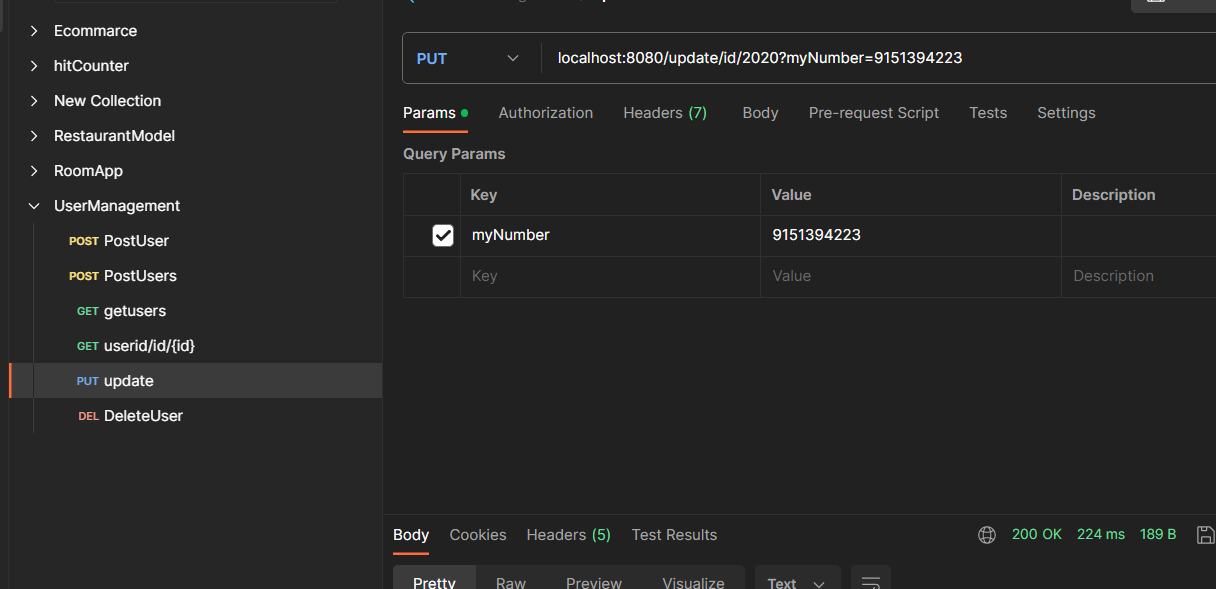 Ecommarce
hitCounter
New Collection
RestaurantModel
RoomApp
UserManagement
POST PostUser
POST PostUsers
GET getusers
GET userid/id/{id}
PUT update
DEL DeleteUser
PUT localhost:8080/update/id/2020?myNumber=9151394223
Params Authorization Headers (7) Body Pre-request Script Tests Settings
Query Params
Key Value Description
myNumber 9151394223
Key Value Description
Body Cookies Headers (5) Test Results 200 OK 224 ms 189 B
Pretty Raw Preview Visualize Text